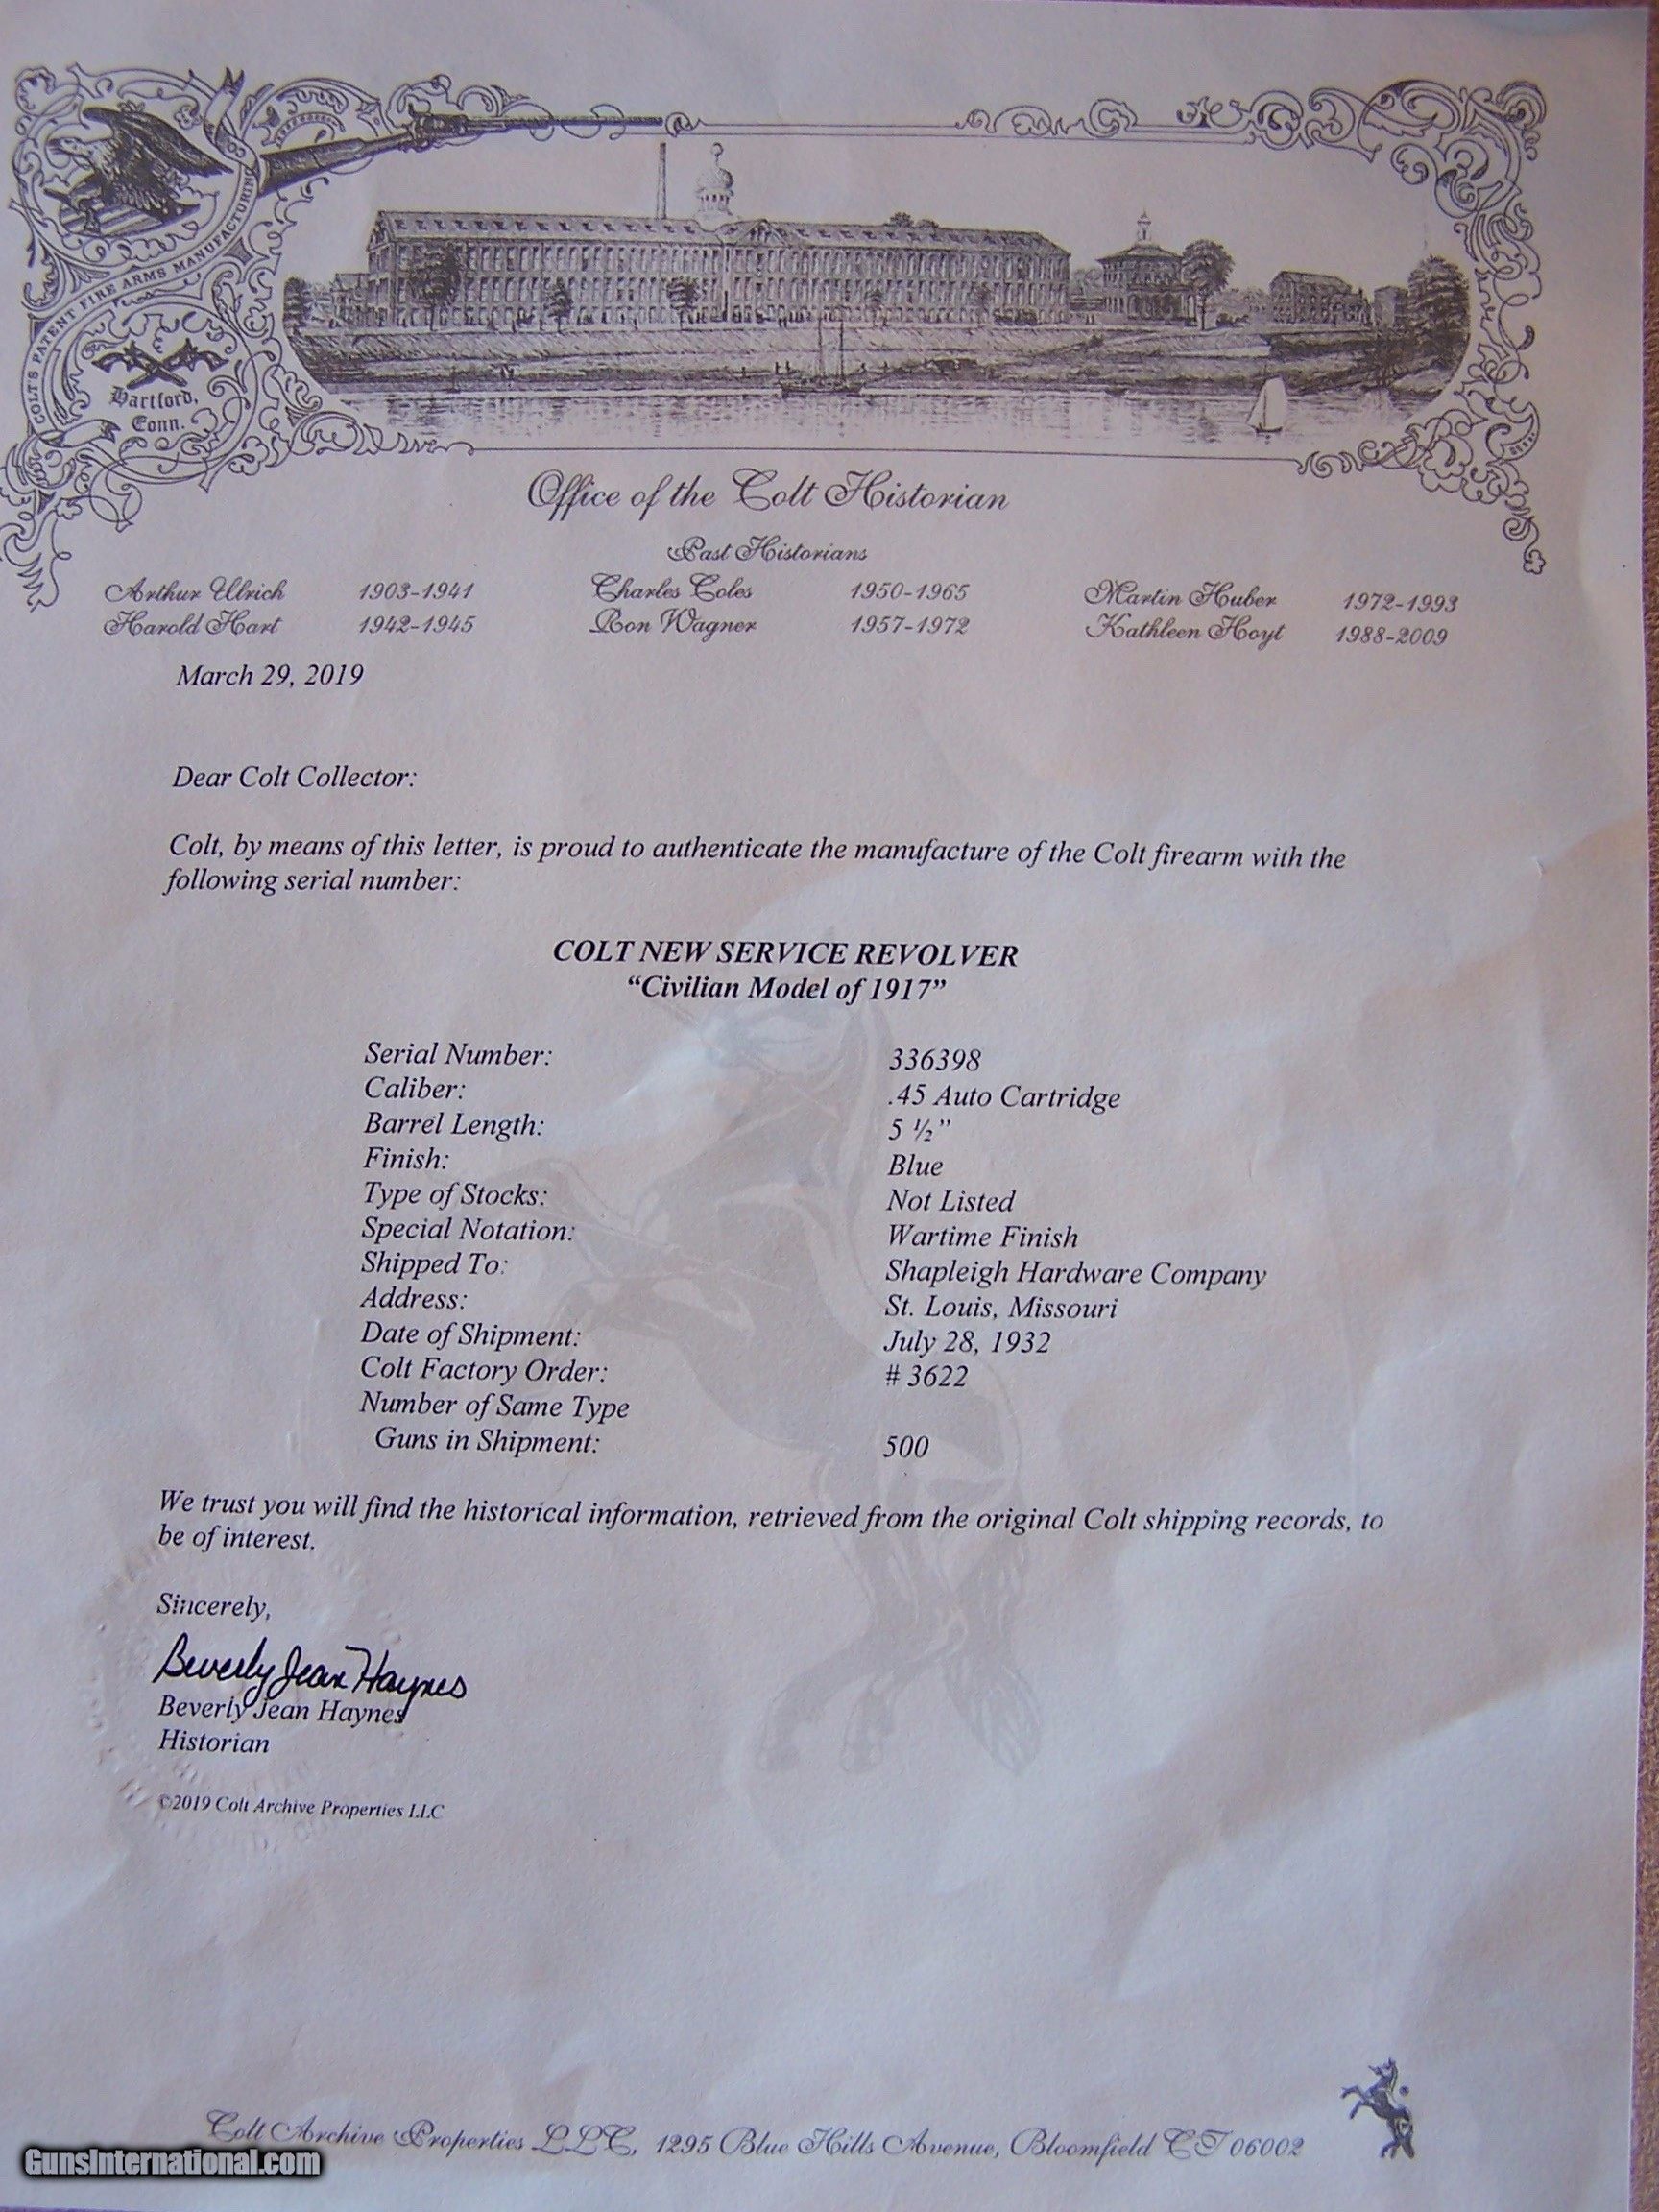 COLT'S PATENT FIRE ARMS MANUFACTURING
Hartford,
Conn.
Office of the Colt Historian
Past Historians
Arthur Ulrich 1903-1941 Charles Coles 1950-1965 Martin Huber 1972-1993
Harold Hart 1942-1945 Ron Wagner 1957-1972 Kathleen Hoyt 1988-2009
March 29, 2019
Dear Colt Collector:
Colt, by means of this letter, is proud to authenticate the manufacture of the Colt firearm with the
following serial number:
COLT NEW SERVICE REVOLVER
“Civilian Model of 1917”
Serial Number: 336398
Caliber: .45 Auto Cartridge
Barrel Length: 5 ½”
Finish: Blue
Type of Stocks: Not Listed
Special Notation: Wartime Finish
Shipped To: Shapleigh Hardware Company
Address: St. Louis, Missouri
Date of Shipment: July 28, 1932
Colt Factory Order: # 3622
Number of Same Type
Guns in Shipment: 500
We trust you will find the historical information, retrieved from the original Colt shipping records, to
be of interest.
Sincerely,
Beverly Jean Haynes
Beverly Jean Haynes
Historian
©2019 Colt Archive Properties LLC
Colt Archive Properties LLC, 1295 Blue Hills Avenue, Bloomfield CT 06002
GunsInternational.com